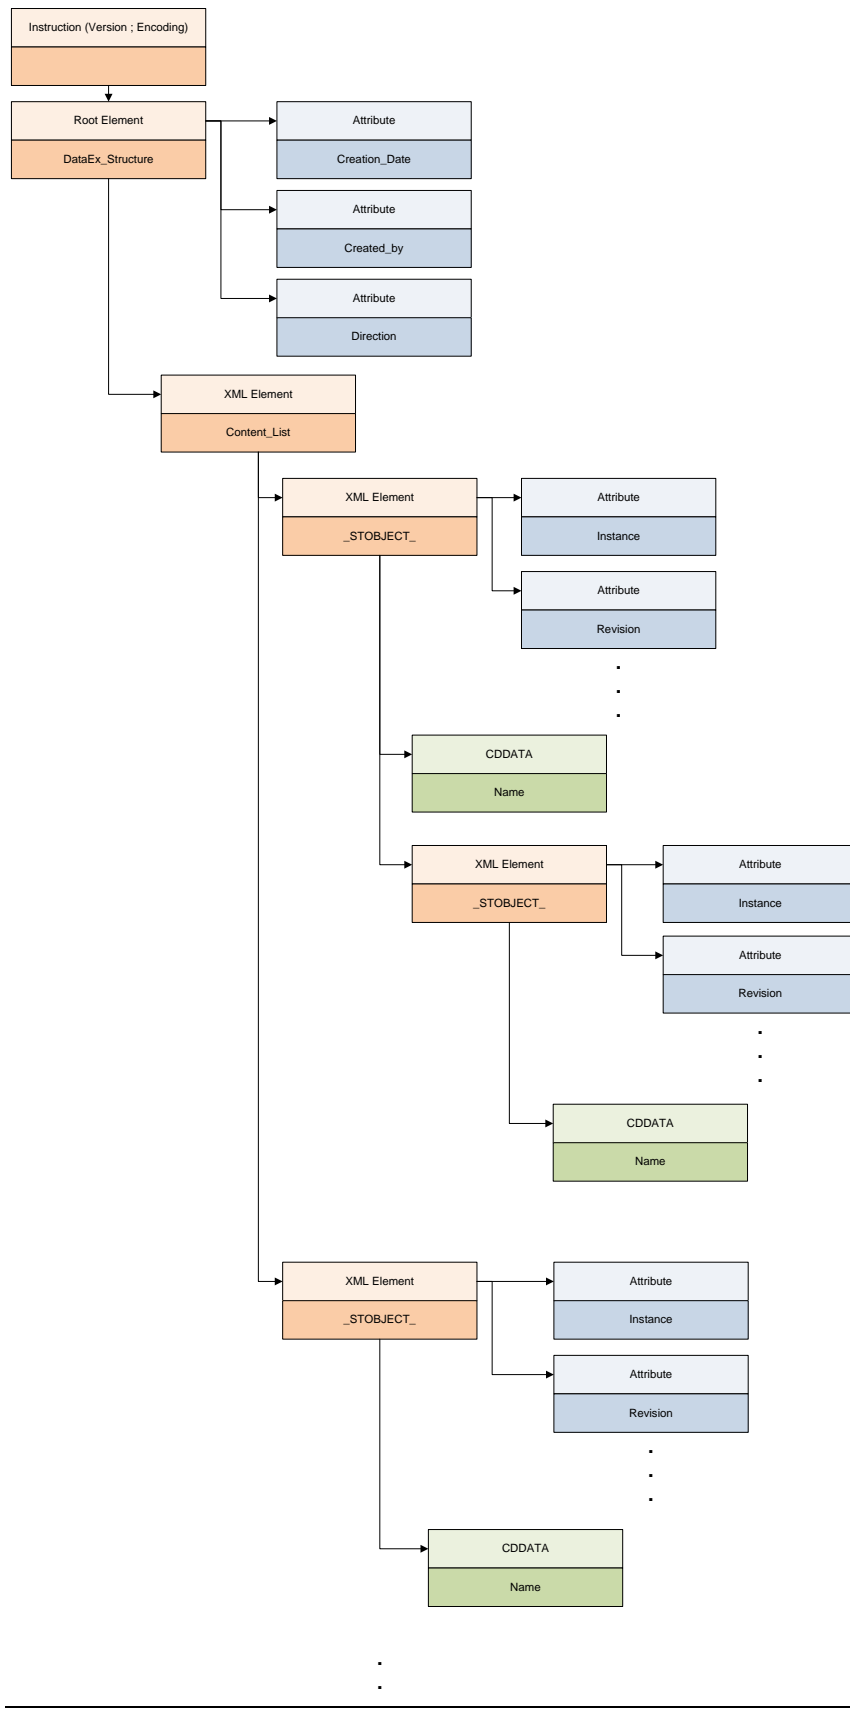 Instruction (Version ; Encoding)
Root Element
DataEx_Structure
Attribute
Creation_Date
Attribute
Created_by
Attribute
Direction
XML Element
Content_List
XML Element
_STOBJECT_
Attribute
Instance
Attribute
Revision
CDDATA
Name
XML Element
_STOBJECT_
Attribute
Instance
Attribute
Revision
CDDATA
Name
XML Element
_STOBJECT_
Attribute
Instance
Attribute
Revision
CDDATA
Name